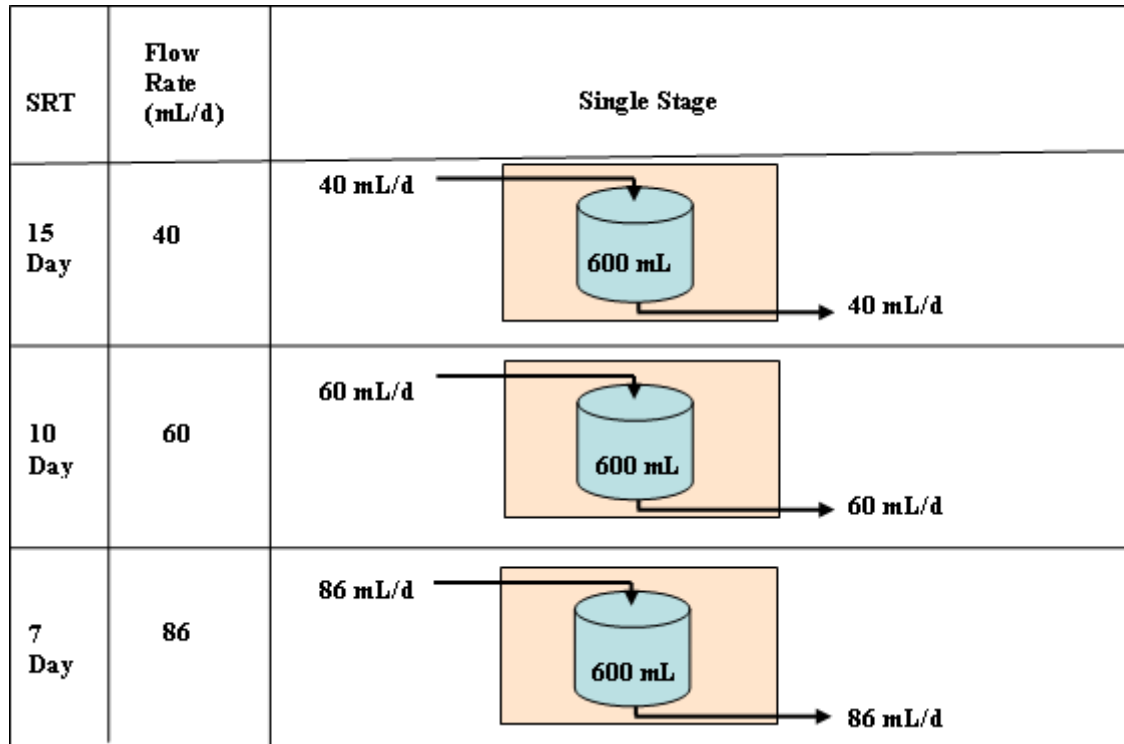 SRT
Flow
Rate
(mL/d)
Single Stage
15
Day
40
40 mL/d
600 mL
40 mL/d
10
Day
60
60 mL/d
600 mL
60 mL/d
7
Day
86
86 mL/d
600 mL
86 mL/d